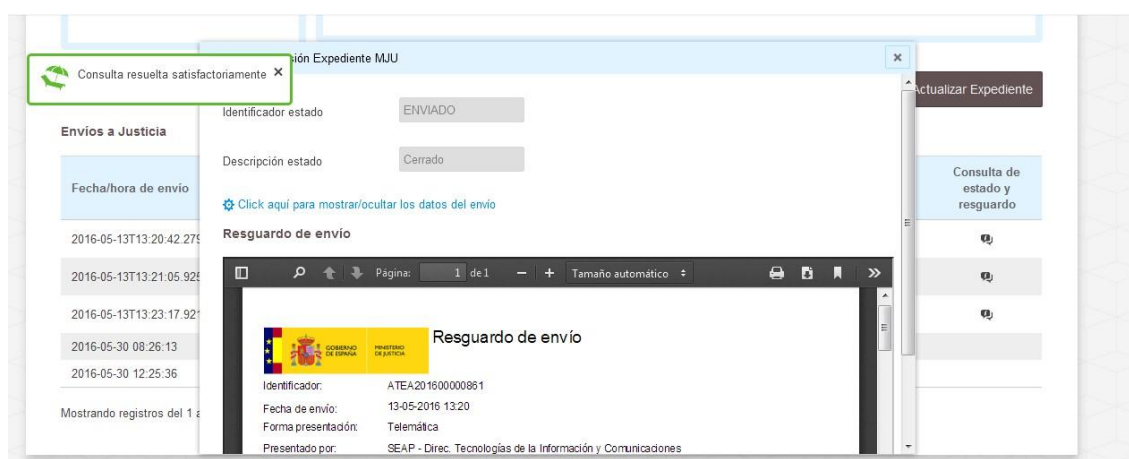 sión Expediente MJU
Consulta resuelta satisfactoriamente
Actualizar Expediente
Identificador estado ENVIADO
Envíos a Justicia
Descripción estado Cerrado
Fecha/hora de envío
Consulta de
estado y
resguardo
Click aquí para mostrar/ocultar los datos del envío
Resguardo de envío
2016-05-13T13:20:42.279
Página: 1 de 1 Tamaño automático
2016-05-13T13:21:05.925
2016-05-13T13:23:17.921
Resguardo de envío
GOBIERNO
DE ESPAÑA
MINISTERIO
DE JUSTICIA
2016-05-30 08:26:13
2016-05-30 12:25:36
Identificador: ATEA201600000861
Fecha de envío: 13-05-2016 13:20
Mostrando registros del 1 a
Forma presentación: Telemática
Presentado por: SEAP - Direc. Tecnologías de la Información y Comunicaciones